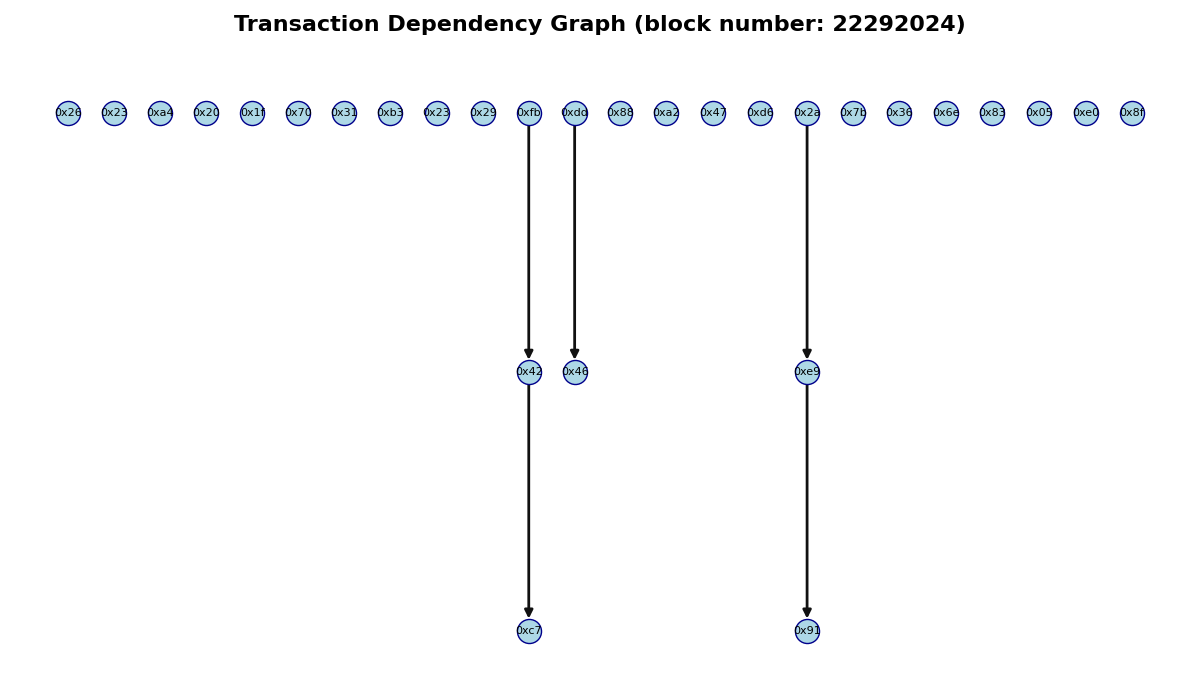 Transaction Dependency Graph (block number: 22292024)
0x26 0x23 0xa4 0x20 0x1f 0x70 0x31 0xb3 0x23 0x29 0xfb 0xdd 0x88 0xa2 0x47 0xd6 0x2a 0x7b 0x36 0x6e 0x83 0x05 0xe0 0x8f
0x42 0x46 0xe9
0xc7 0x91